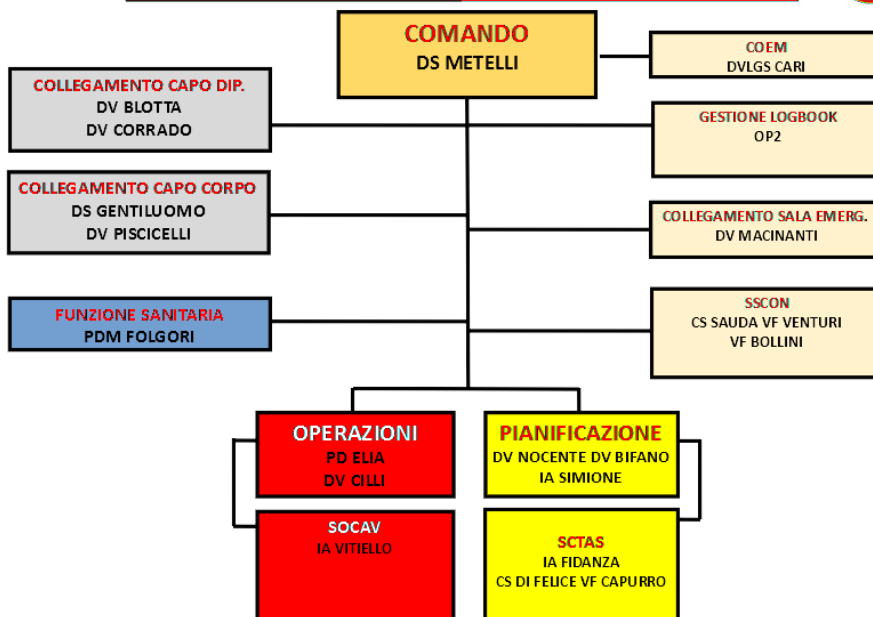 COMANDO
DS METELLI
COEM
DVLGS CARI
COLLEGAMENTO CAPO DIP.
DV BLOTTA
DV CORRADO
GESTIONE LOGBOOK
OP2
COLLEGAMENTO CAPO CORPO
DS GENTILUOMO
DV PISCICELLI
COLLEGAMENTO SALA EMERG.
DV MACINANTI
FUNZIONE SANITARIA
PDM FOLGORI
SSCON
CS SAUDA VF VENTURI
VF BOLLINI
OPERAZIONI
PD ELIA
DV CILLI
PIANIFICAZIONE
DV NOCENTE DV BIFANO
IA SIMIONE
SOCAV
IA VITIELLO
SCTAS
IA FIDANZA
CS DI FELICE VF CAPURRO